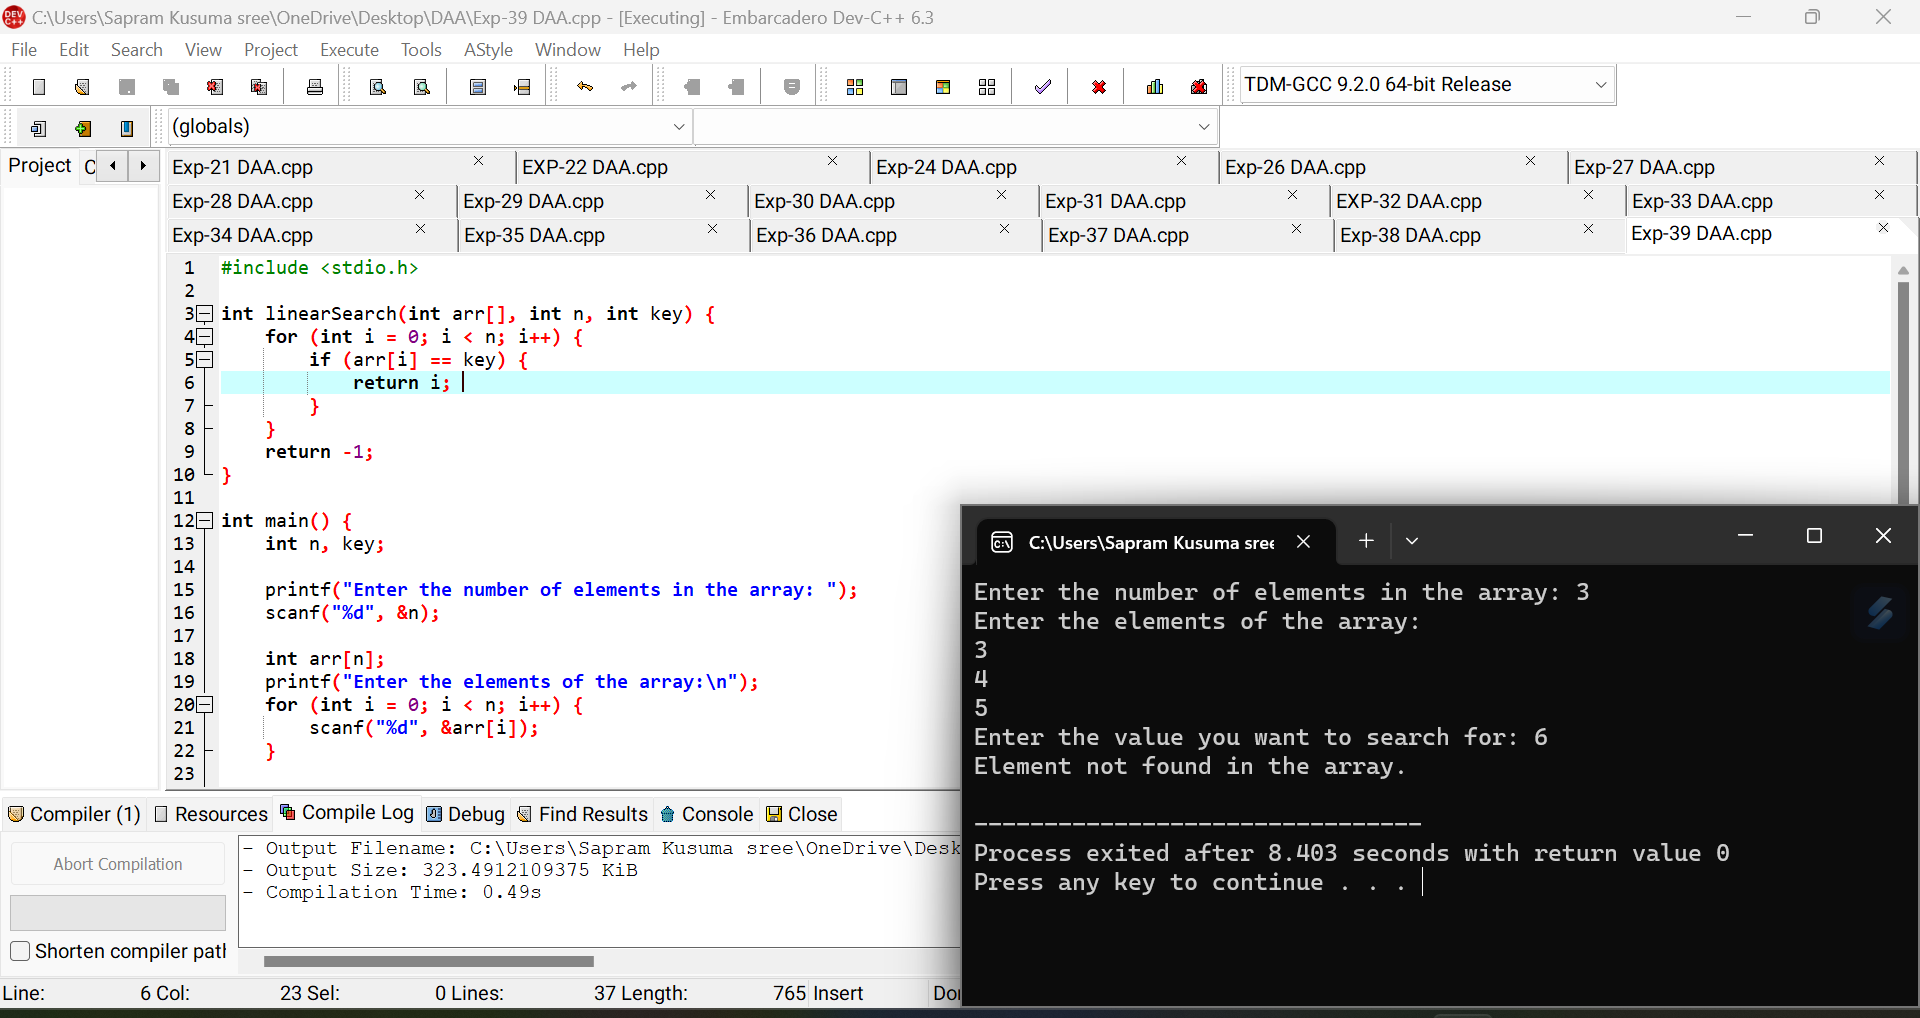 C:\Users\Sapram Kusuma sree\OneDrive\Desktop\DAA\Exp-39 DAA.cpp - [Executing] - Embarcadero Dev-C++ 6.3
File Edit Search View Project Execute Tools AStyle Window Help
TDM-GCC 9.2.0 64-bit Release
(globals)
Project C
Exp-21 DAA.cpp EXP-22 DAA.cpp Exp-24 DAA.cpp Exp-26 DAA.cpp Exp-27 DAA.cpp
Exp-28 DAA.cpp Exp-29 DAA.cpp Exp-30 DAA.cpp Exp-31 DAA.cpp EXP-32 DAA.cpp Exp-33 DAA.cpp
Exp-34 DAA.cpp Exp-35 DAA.cpp Exp-36 DAA.cpp Exp-37 DAA.cpp Exp-38 DAA.cpp Exp-39 DAA.cpp
1 #include <stdio.h>
2
3 int linearSearch(int arr[], int n, int key) {
4     for (int i = 0; i < n; i++) {
5         if (arr[i] == key) {
6             return i;
7         }
8     }
9     return -1;
10 }
11
12 int main() {
13     int n, key;
14
15     printf("Enter the number of elements in the array: ");
16     scanf("%d", &n);
17
18     int arr[n];
19     printf("Enter the elements of the array:\n");
20     for (int i = 0; i < n; i++) {
21         scanf("%d", &arr[i]);
22     }
23
C:\Users\Sapram Kusuma sree
Enter the number of elements in the array: 3
Enter the elements of the array:
3
4
5
Enter the value you want to search for: 6
Element not found in the array.
--------------------------------
Process exited after 8.403 seconds with return value 0
Press any key to continue . . .
Compiler (1) Resources Compile Log Debug Find Results Console Close
Abort Compilation
Shorten compiler path
- Output Filename: C:\Users\Sapram Kusuma sree\OneDrive\Desk
- Output Size: 323.4912109375 KiB
- Compilation Time: 0.49s
Line: 6 Col: 23 Sel: 0 Lines: 37 Length: 765 Insert Do